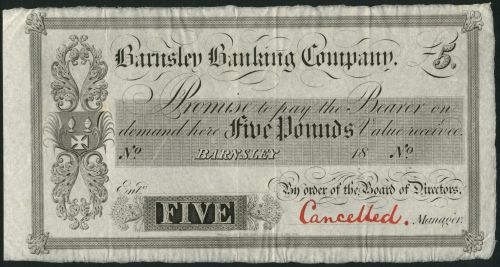 Barnsley Banking Company. £5.
Promise to pay the Bearer on
demand here Five Pounds Value received.
No BARNSLEY 18 No
Entd
By order of the Board of Directors.
FIVE Cancelled. Manager.